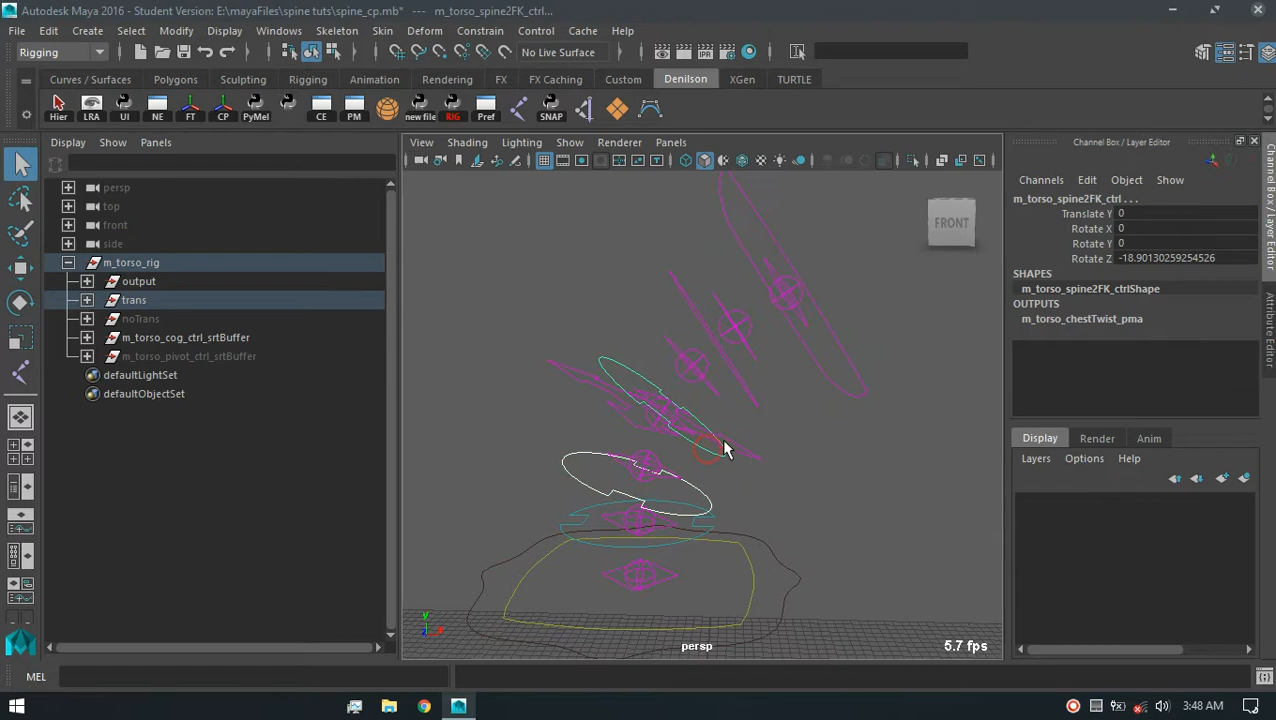 Autodesk Maya 2016 - Student Version: E:\mayaFiles\spine tuts\spine_cp.mb* --- m_torso_spine2FK_ctrl...
File Edit Create Select Modify Display Windows Skeleton Skin Deform Constrain Control Cache Help
Rigging No Live Surface
Curves / Surfaces Polygons Sculpting Rigging Animation Rendering FX FX Caching Custom Denilson XGen TURTLE
Hier LRA UI NE FT CP PyMel CE PM new file RIG Pref SNAP
Display Show Panels
persp
top
front
side
m_torso_rig
output
trans
noTrans
m_torso_cog_ctrl_srtBuffer
m_torso_pivot_ctrl_srtBuffer
defaultLightSet
defaultObjectSet
View Shading Lighting Show Renderer Panels
FRONT
y
z
x
persp
5.7 fps
Channel Box / Layer Editor
Channels Edit Object Show
m_torso_spine2FK_ctrl . . .
Translate Y 0
Rotate X 0
Rotate Y 0
Rotate Z -18.90130259254526
SHAPES
m_torso_spine2FK_ctrlShape
OUTPUTS
m_torso_chestTwist_pma
Display Render Anim
Layers Options Help
Channel Box / Layer Editor
Attribute Editor
MEL
3:48 AM